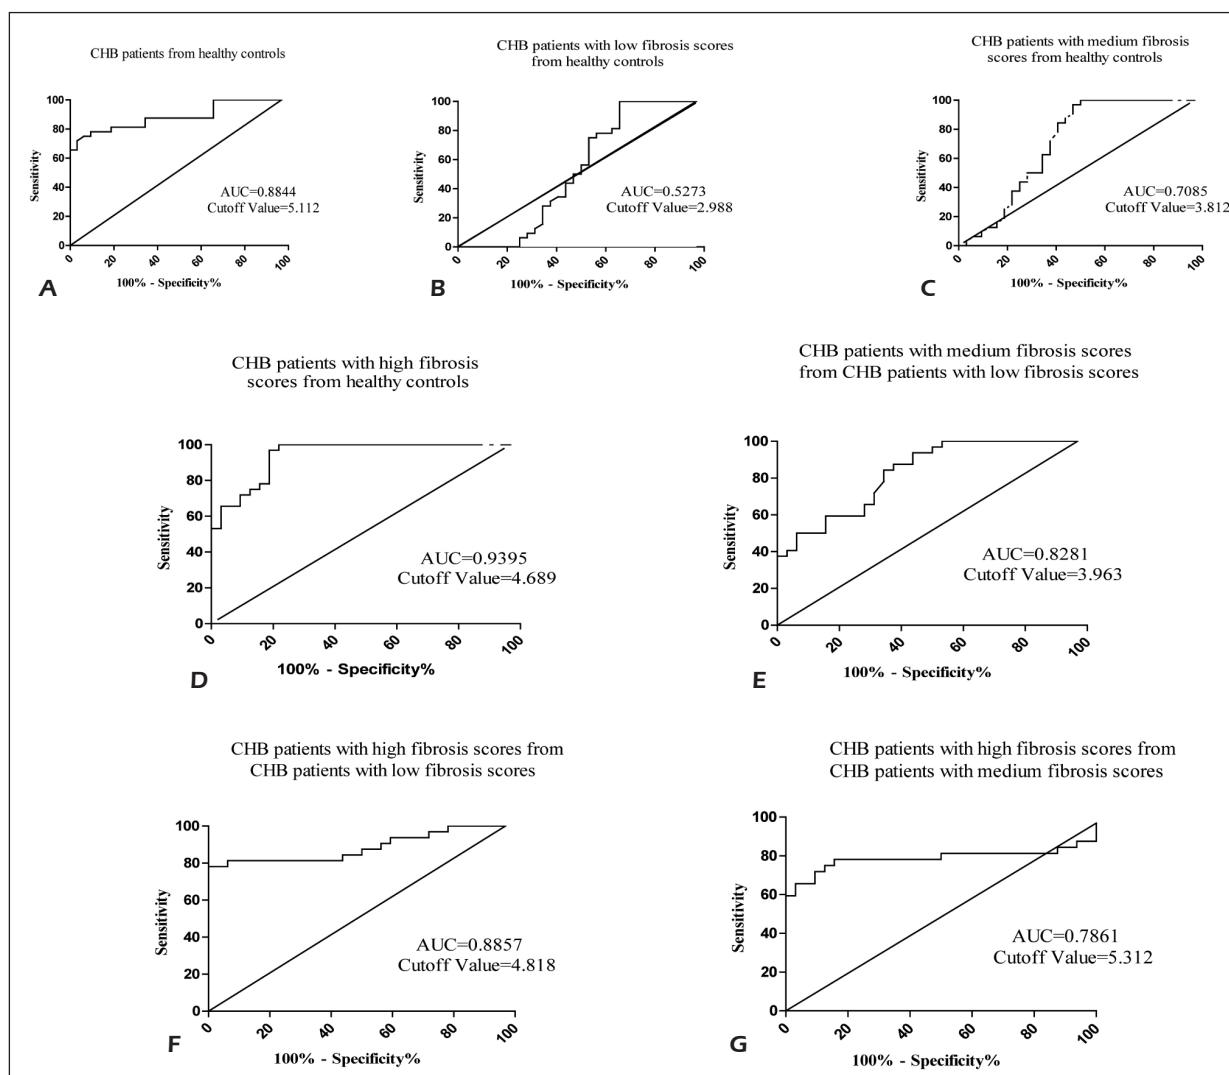 CHB patients from healthy controls
100
80
60
40
20
0
Sensitivity
AUC=0.8844
Cutoff Value=5.112
0 20 40 60 80 100
100% - Specificity%
A
CHB patients with low fibrosis scores
from healthy controls
100
80
60
40
20
0
Sensitivity
AUC=0.5273
Cutoff Value=2.988
0 20 40 60 80 100
100% - Specificity%
B
CHB patients with medium fibrosis
scores from healthy controls
100
80
60
40
20
0
Sensitivity
AUC=0.7085
Cutoff Value=3.812
0 20 40 60 80 100
100% - Specificity%
C
CHB patients with high fibrosis
scores from healthy controls
100
80
60
40
20
0
Sensitivity
AUC=0.9395
Cutoff Value=4.689
0 20 40 60 80 100
100% - Specificity%
D
CHB patients with medium fibrosis scores
from CHB patients with low fibrosis scores
100
80
60
40
20
0
Sensitivity
AUC=0.8281
Cutoff Value=3.963
0 20 40 60 80 100
100% - Specificity%
E
CHB patients with high fibrosis scores from
CHB patients with low fibrosis scores
100
80
60
40
20
0
Sensitivity
AUC=0.8857
Cutoff Value=4.818
0 20 40 60 80 100
100% - Specificity%
F
CHB patients with high fibrosis scores from
CHB patients with medium fibrosis scores
100
80
60
40
20
0
Sensitivity
AUC=0.7861
Cutoff Value=5.312
0 20 40 60 80 100
100% - Specificity%
G